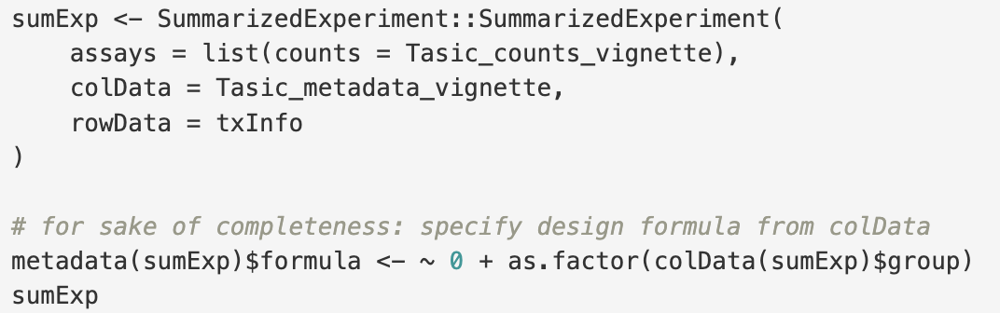 sumExp <- SummarizedExperiment::SummarizedExperiment(
    assays = list(counts = Tasic_counts_vignette),
    colData = Tasic_metadata_vignette,
    rowData = txInfo
)
# for sake of completeness: specify design formula from colData
metadata(sumExp)$formula <- ~ 0 + as.factor(colData(sumExp)$group)
sumExp